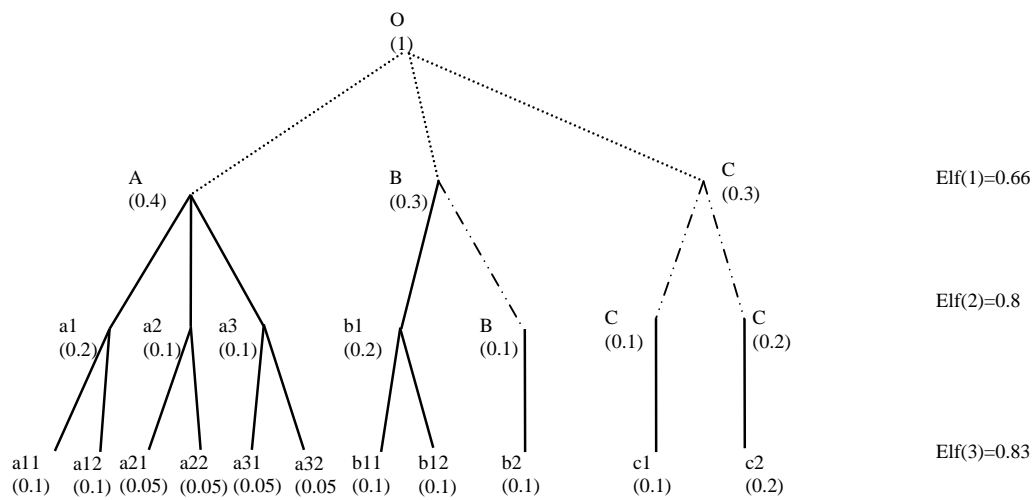 O
(1)
A
(0.4)
B
(0.3)
C
(0.3)
Elf(1)=0.66
a1
(0.2)
a2
(0.1)
a3
(0.1)
b1
(0.2)
B
(0.1)
C
(0.1)
C
(0.2)
Elf(2)=0.8
a11
(0.1)
a12
(0.1)
a21
(0.05)
a22
(0.05)
a31
(0.05)
a32
(0.05
b11
(0.1)
b12
(0.1)
b2
(0.1)
c1
(0.1)
c2
(0.2)
Elf(3)=0.83